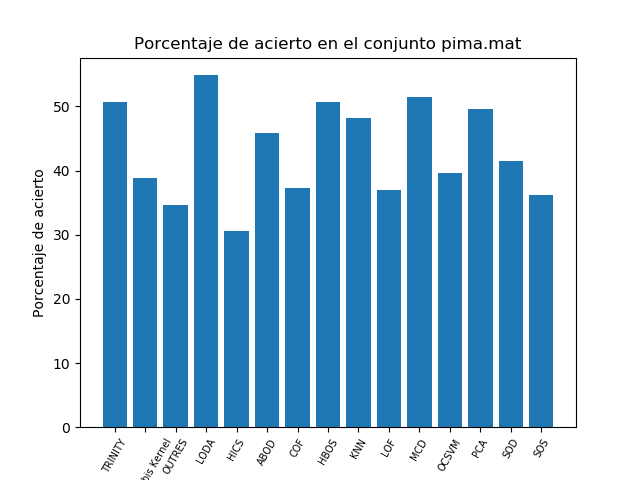 Porcentaje de acierto en el conjunto pima.mat
Porcentaje de acierto
50
40
30
20
10
0
TRINITY
Kernel
OUTRES
LODA
HICS
ABOD
COF
HBOS
KNN
LOF
MCD
OCSVM
PCA
SOD
SOS